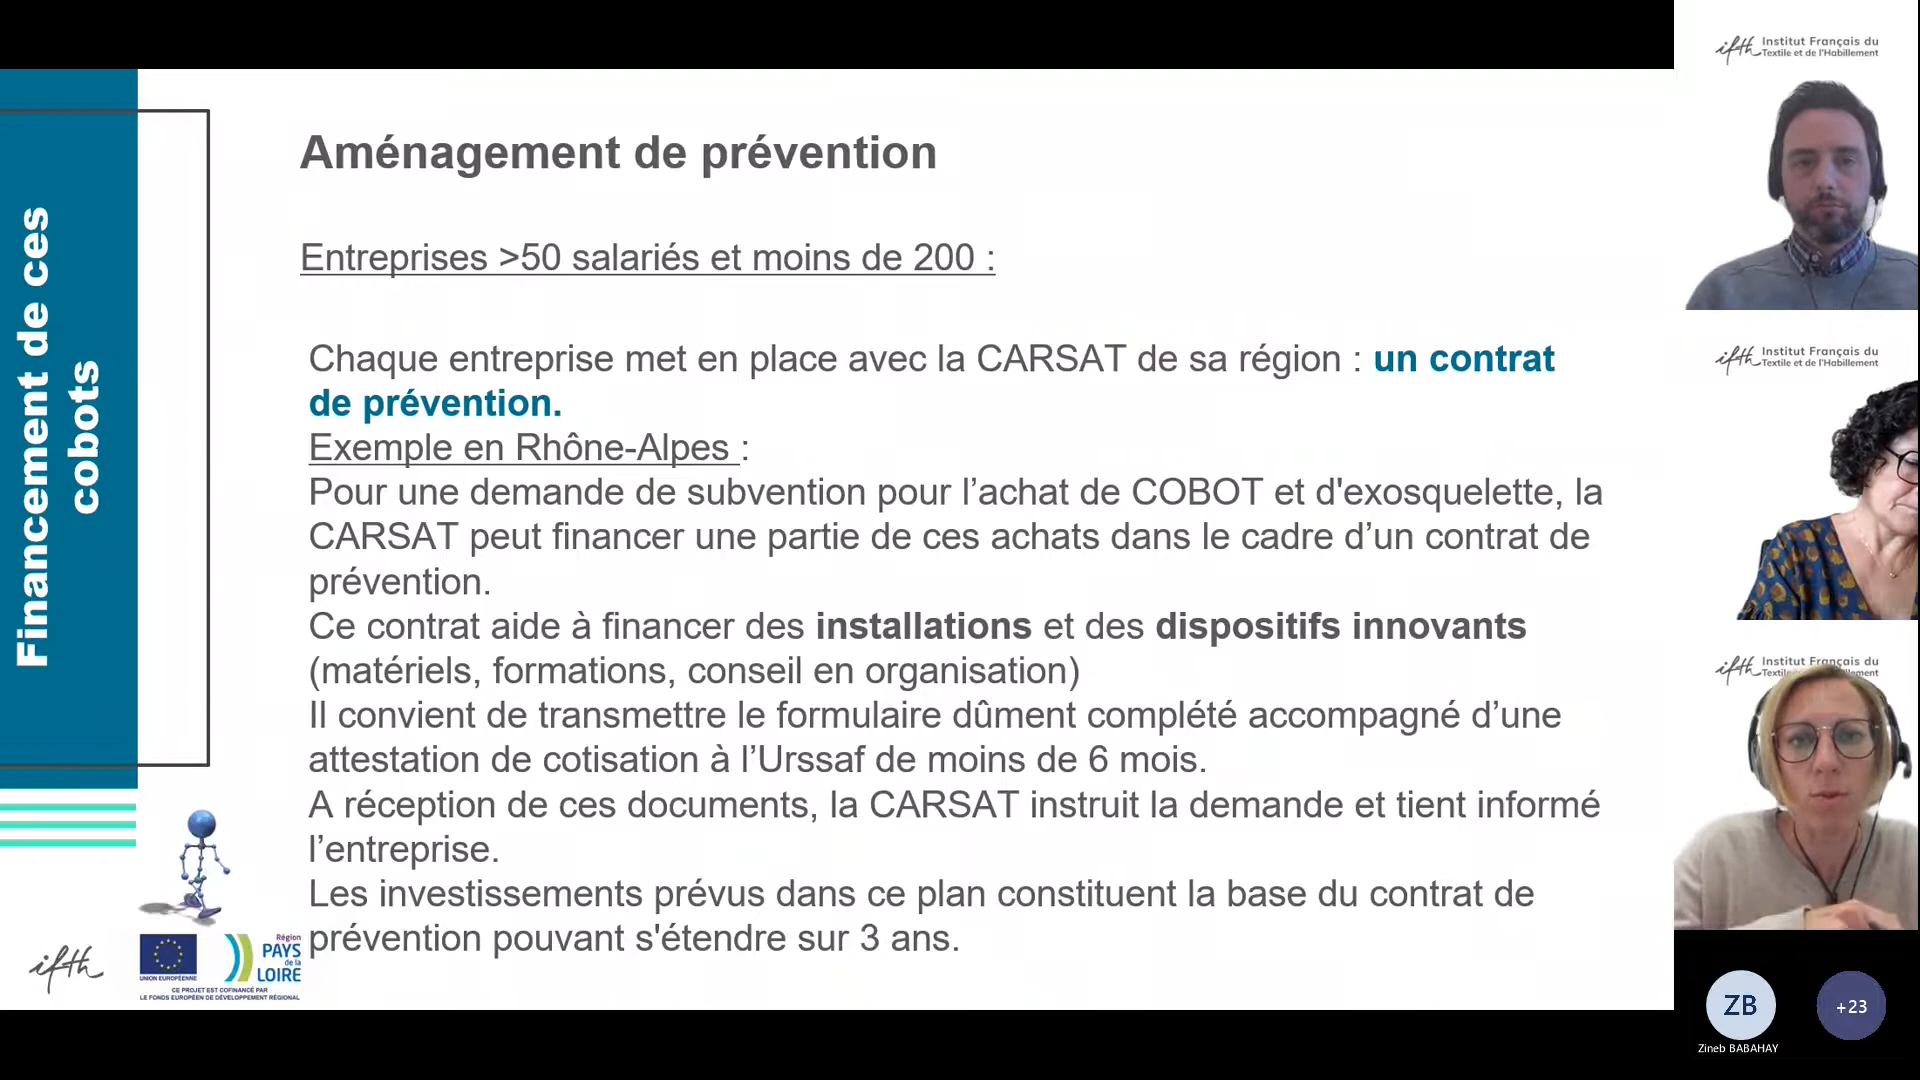 Financement de ces
cobots
Aménagement de prévention
Entreprises >50 salariés et moins de 200 :
Chaque entreprise met en place avec la CARSAT de sa région : un contrat
de prévention.
Exemple en Rhône-Alpes :
Pour une demande de subvention pour l’achat de COBOT et d'exosquelette, la
CARSAT peut financer une partie de ces achats dans le cadre d’un contrat de
prévention.
Ce contrat aide à financer des installations et des dispositifs innovants
(matériels, formations, conseil en organisation)
Il convient de transmettre le formulaire dûment complété accompagné d’une
attestation de cotisation à l’Urssaf de moins de 6 mois.
A réception de ces documents, la CARSAT instruit la demande et tient informé
l’entreprise.
Les investissements prévus dans ce plan constituent la base du contrat de
prévention pouvant s'étendre sur 3 ans.
ifth
UNION EUROPÉENNE
Région
PAYS
de la
LOIRE
CE PROJET EST COFINANCÉ PAR
LE FONDS EUROPÉEN DE DÉVELOPPEMENT RÉGIONAL
ifth Institut Français du
Textile et de l'Habillement
ifth Institut Français du
Textile et de l'Habillement
ifth Institut Français du
ZB
+23
Zineb BABAHAY